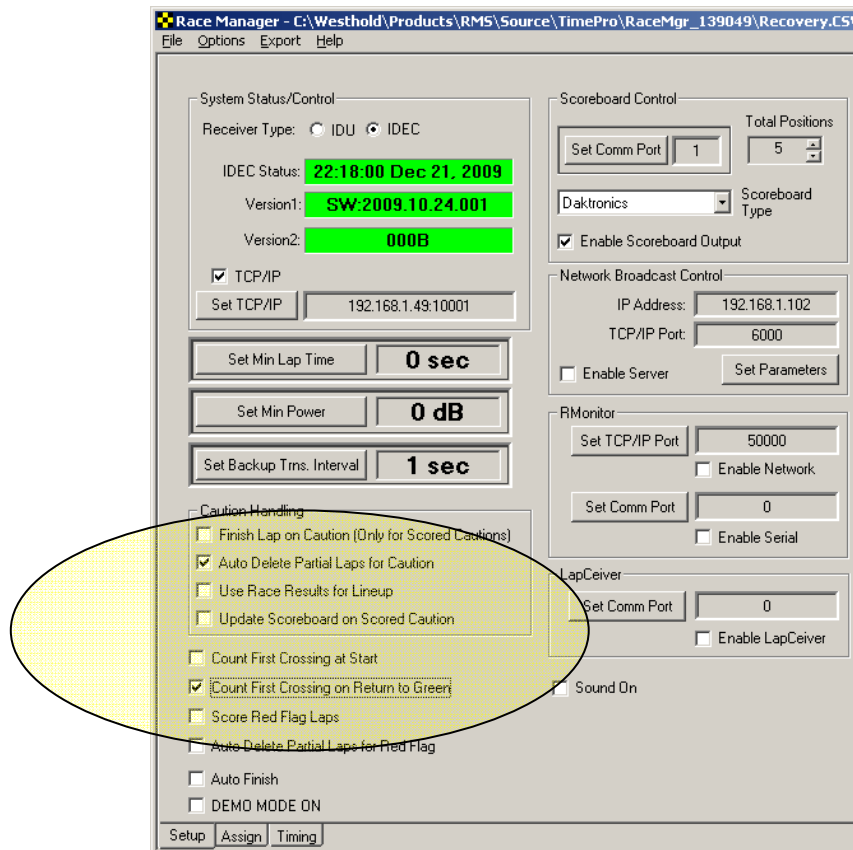 Race Manager - C:\Westhold\Products\RMS\Source\TimePro\RaceMgr_139049\Recovery.CSV
File Options Export Help
System Status/Control
Receiver Type: IDU IDEC
IDEC Status: 22:18:00 Dec 21, 2009
Version1: SW:2009.10.24.001
Version2: 000B
TCP/IP
Set TCP/IP 192.168.1.49:10001
Set Min Lap Time 0 sec
Set Min Power 0 dB
Set Backup Trns. Interval 1 sec
Caution Handling
Finish Lap on Caution (Only for Scored Cautions)
Auto Delete Partial Laps for Caution
Use Race Results for Lineup
Update Scoreboard on Scored Caution
Count First Crossing at Start
Count First Crossing on Return to Green
Score Red Flag Laps
Auto Delete Partial Laps for Red Flag
Auto Finish
DEMO MODE ON
Scoreboard Control
Total Positions
Set Comm Port 1 5
Daktronics Scoreboard Type
Enable Scoreboard Output
Network Broadcast Control
IP Address: 192.168.1.102
TCP/IP Port: 6000
Enable Server Set Parameters
RMonitor
Set TCP/IP Port 50000
Enable Network
Set Comm Port 0
Enable Serial
LapCeiver
Set Comm Port 0
Enable LapCeiver
Sound On
Setup Assign Timing